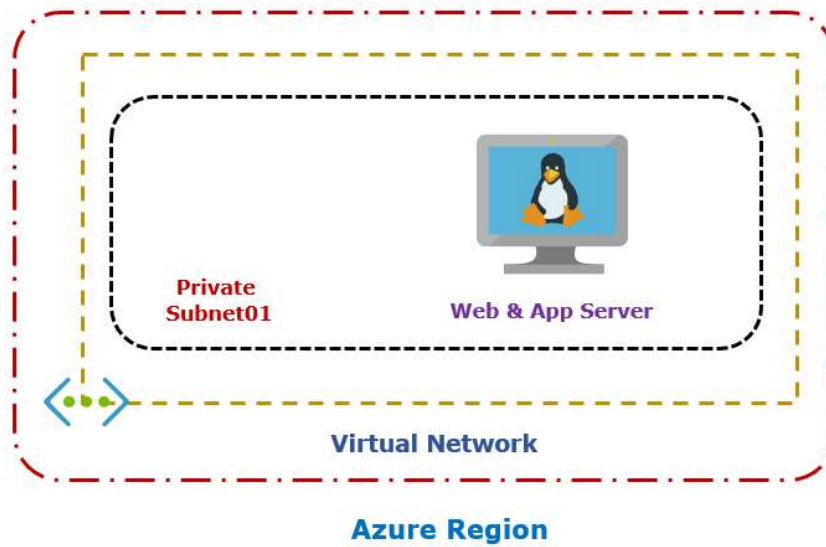 Private
Subnet01
Web & App Server
Virtual Network
Azure Region